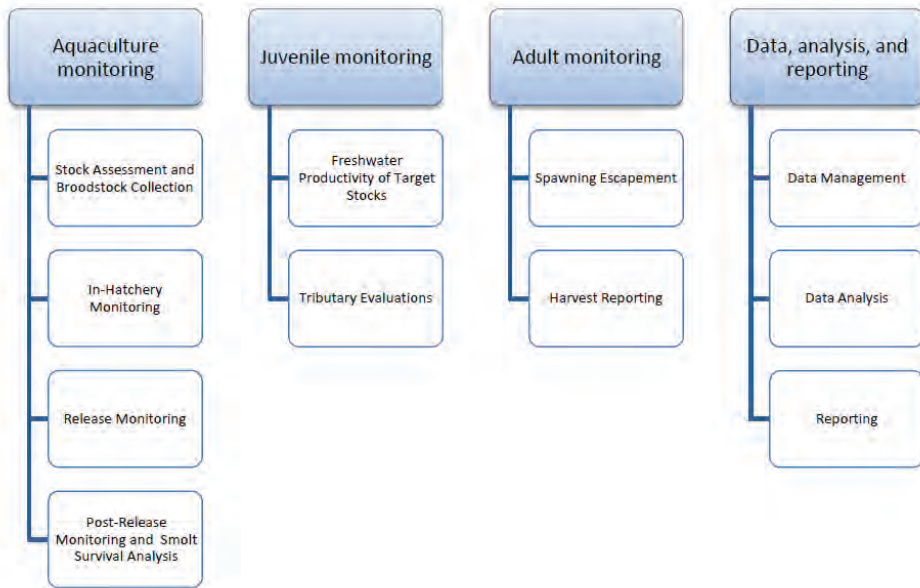 Aquaculture
monitoring
Stock Assessment and
Broodstock Collection
In-Hatchery
Monitoring
Release Monitoring
Post-Release
Monitoring and Smolt
Survival Analysis
Juvenile monitoring
Freshwater
Productivity of Target
Stocks
Tributary Evaluations
Adult monitoring
Spawning Escapement
Harvest Reporting
Data, analysis, and
reporting
Data Management
Data Analysis
Reporting